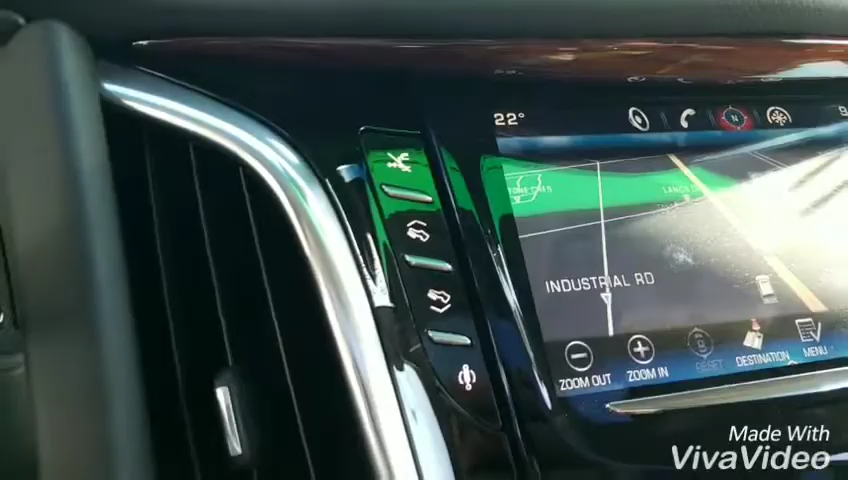 22°
N
INDUSTRIAL RD
ZOOM OUT
ZOOM IN
RESET
DESTINATION
MENU
Made With
VivaVideo